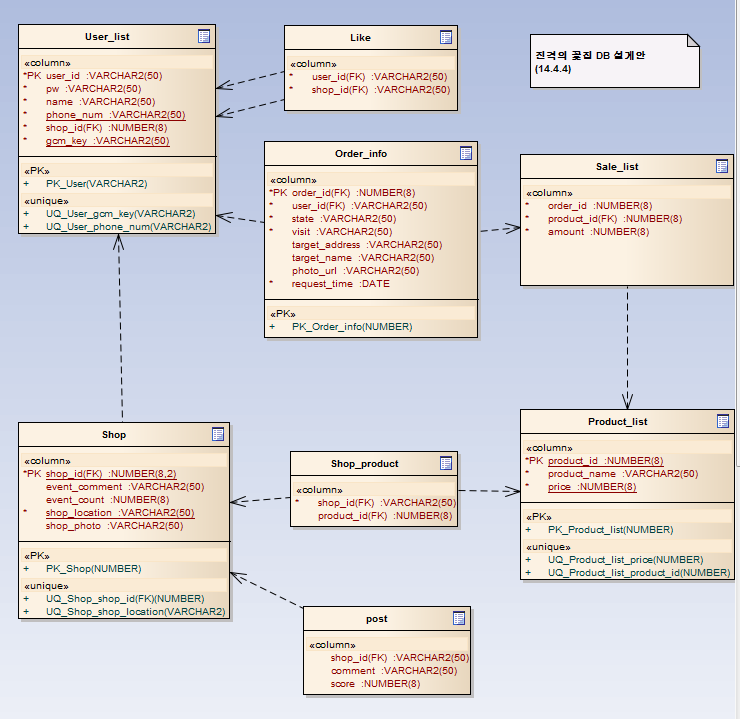 User_list
«column»
*PK user_id :VARCHAR2(50)
* pw :VARCHAR2(50)
* name :VARCHAR2(50)
* phone_num :VARCHAR2(50)
* shop_id(FK) :NUMBER(8)
* gcm_key :VARCHAR2(50)
«PK»
+ PK_User(VARCHAR2)
«unique»
+ UQ_User_gcm_key(VARCHAR2)
+ UQ_User_phone_num(VARCHAR2)
Like
«column»
* user_id(FK) :VARCHAR2(50)
* shop_id(FK) :VARCHAR2(50)
진격의 꽃집 DB 설계안
(14.4.4)
Order_info
«column»
*PK order_id(FK) :NUMBER(8)
* user_id(FK) :VARCHAR2(50)
* state :VARCHAR2(50)
* visit :VARCHAR2(50)
target_address :VARCHAR2(50)
target_name :VARCHAR2(50)
photo_url :VARCHAR2(50)
* request_time :DATE
«PK»
+ PK_Order_info(NUMBER)
Sale_list
«column»
* order_id :NUMBER(8)
* product_id(FK) :NUMBER(8)
* amount :NUMBER(8)
Shop
«column»
*PK shop_id(FK) :NUMBER(8,2)
event_comment :VARCHAR2(50)
event_count :NUMBER(8)
* shop_location :VARCHAR2(50)
shop_photo :VARCHAR2(50)
«PK»
+ PK_Shop(NUMBER)
«unique»
+ UQ_Shop_shop_id(FK)(NUMBER)
+ UQ_Shop_shop_location(VARCHAR2)
Shop_product
«column»
* shop_id(FK) :VARCHAR2(50)
product_id(FK) :NUMBER(8)
Product_list
«column»
*PK product_id :NUMBER(8)
* product_name :VARCHAR2(50)
* price :NUMBER(8)
«PK»
+ PK_Product_list(NUMBER)
«unique»
+ UQ_Product_list_price(NUMBER)
+ UQ_Product_list_product_id(NUMBER)
post
«column»
shop_id(FK) :VARCHAR2(50)
comment :VARCHAR2(50)
score :NUMBER(8)